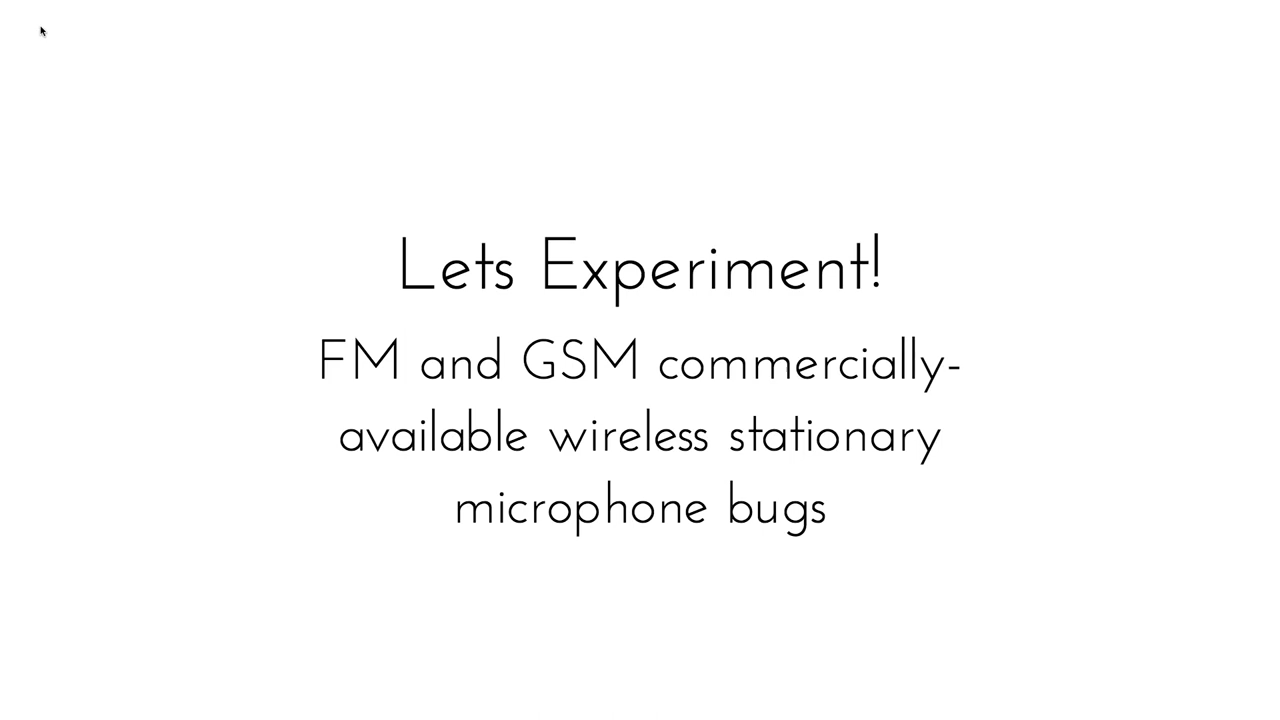 Lets Experiment!
FM and GSM commercially-
available wireless stationary
microphone bugs